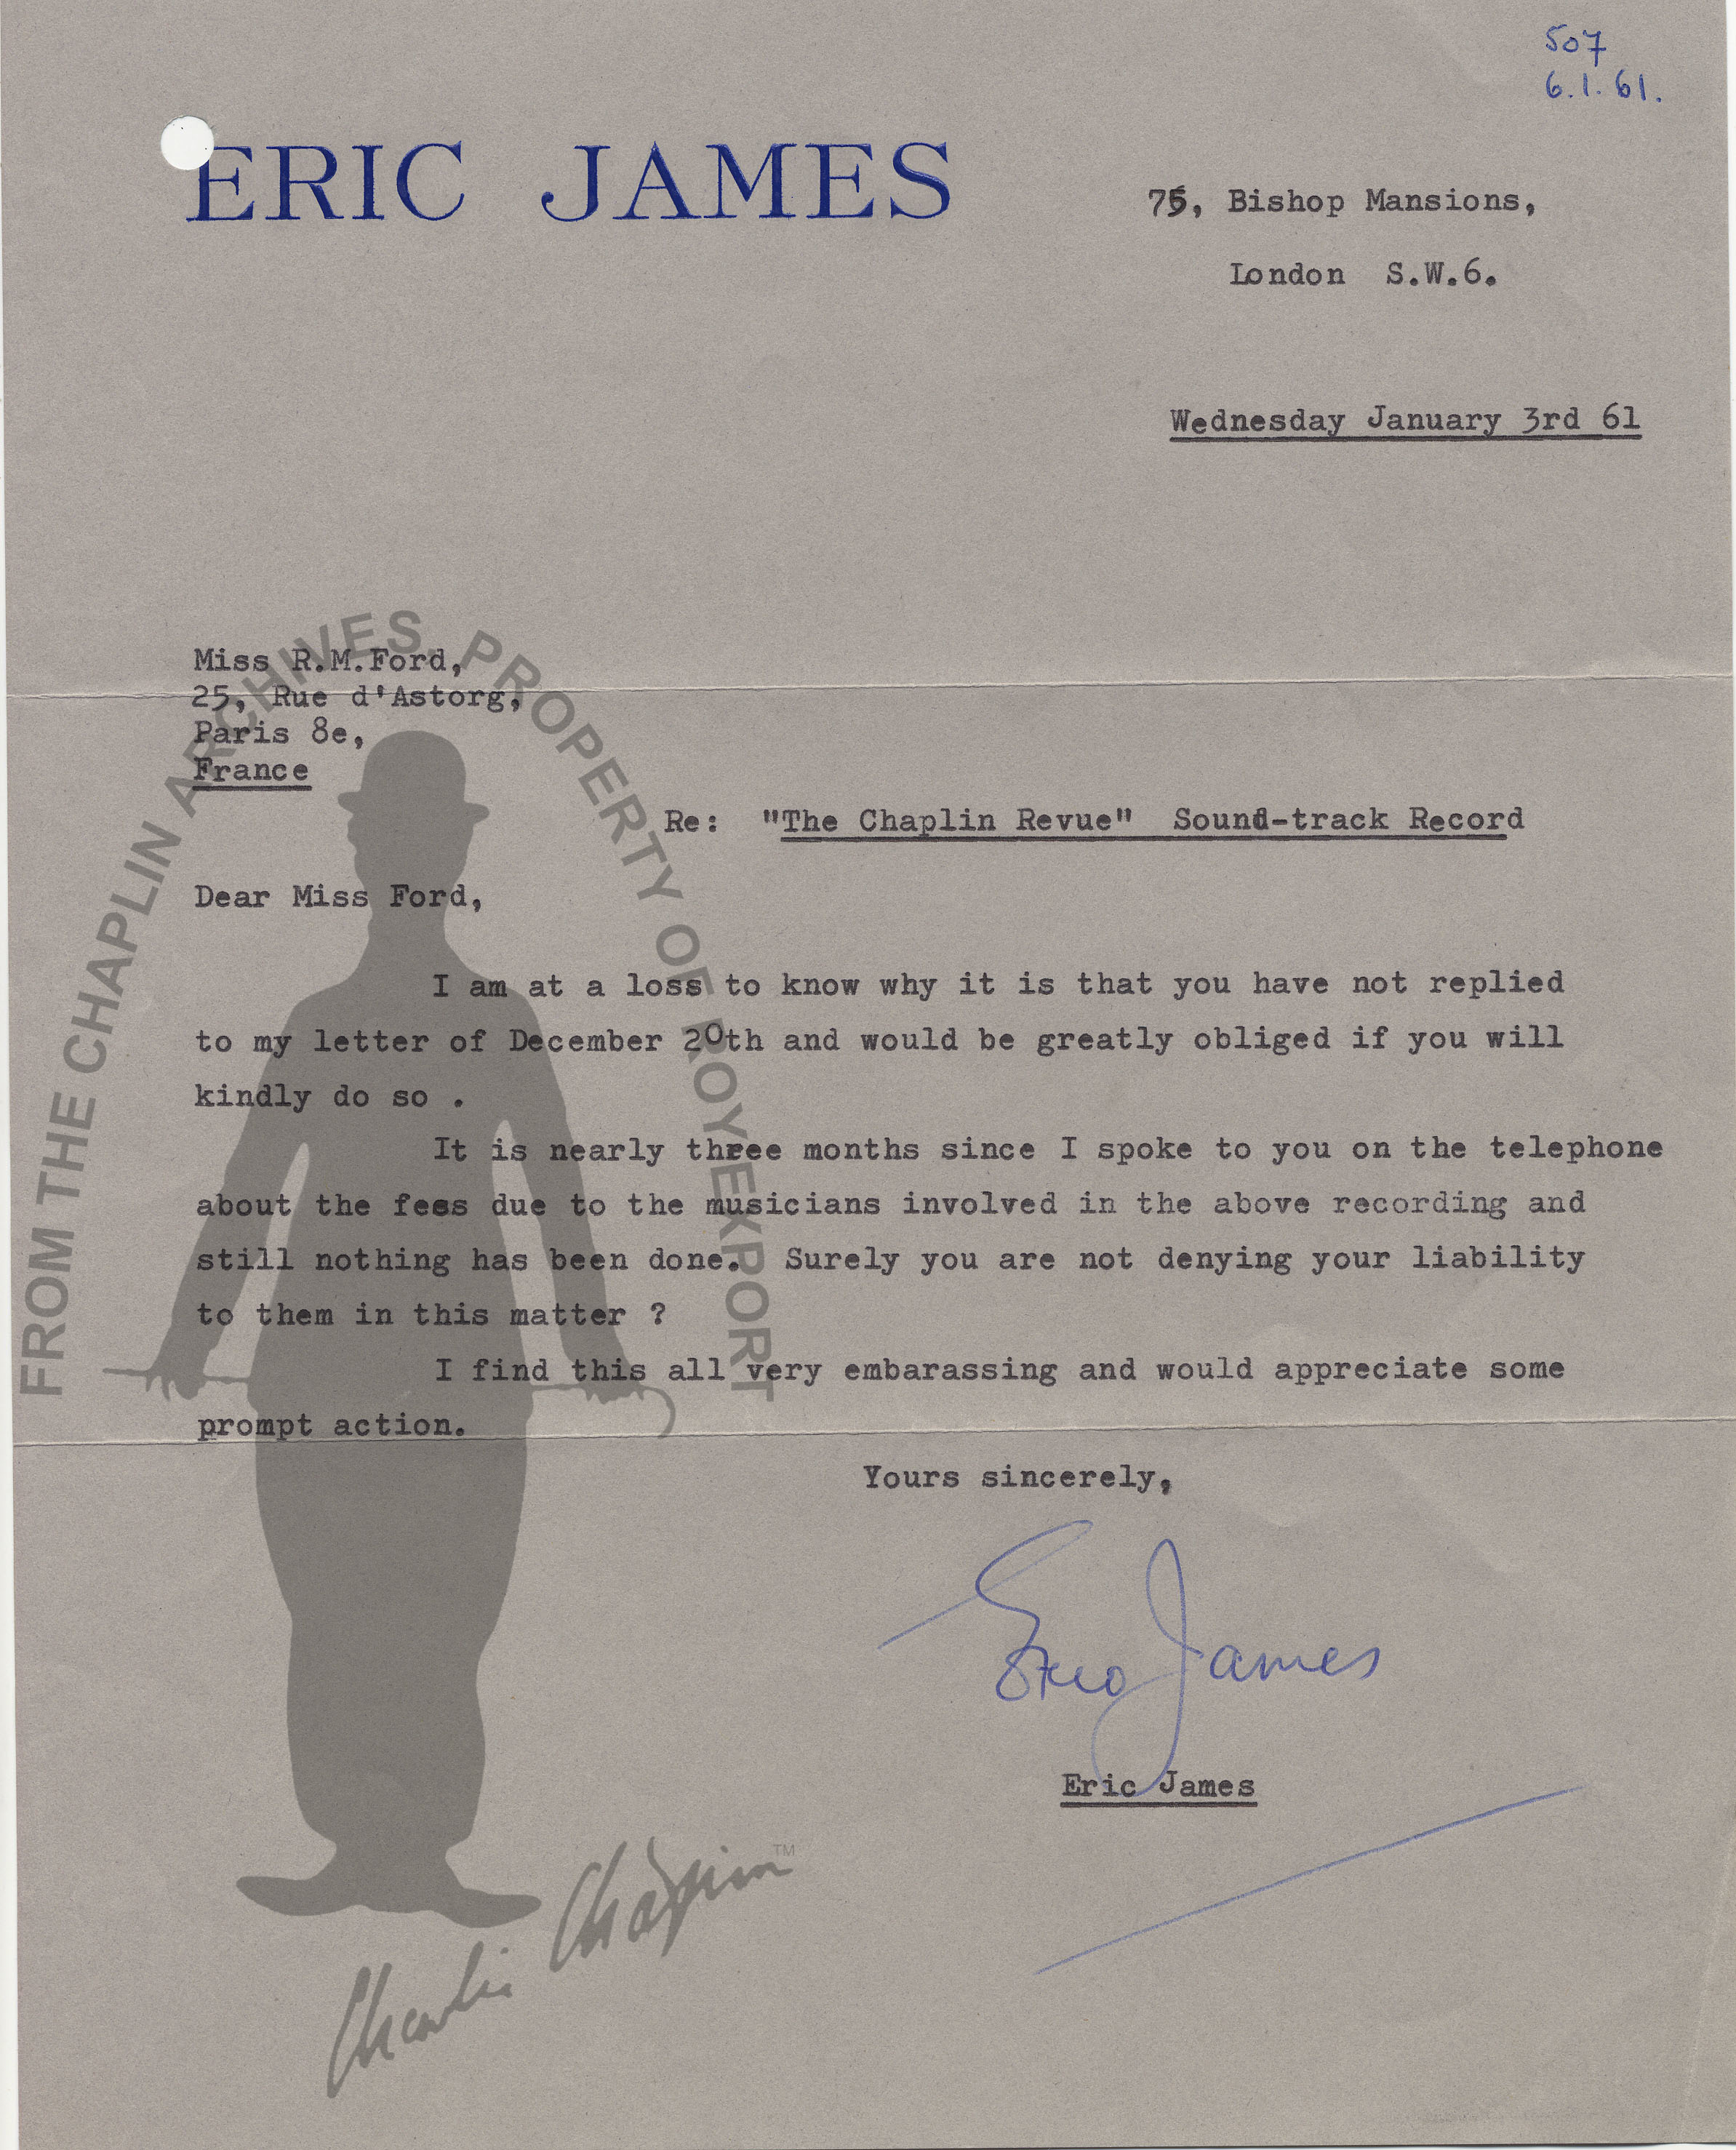 507
6.1.61.
ERIC JAMES
75, Bishop Mansions,
London S.W.6.
Wednesday January 3rd 61
Miss R.M.Ford,
25, Rue d'Astorg,
Paris 8e,
France
Re: "The Chaplin Revue" Sound-track Record
Dear Miss Ford,
I am at a loss to know why it is that you have not replied
to my letter of December 20th and would be greatly obliged if you will
kindly do so .
It is nearly three months since I spoke to you on the telephone
about the fees due to the musicians involved in the above recording and
still nothing has been done. Surely you are not denying your liability
to them in this matter ?
I find this all very embarassing and would appreciate some
prompt action.
Yours sincerely,
Eric James
Eric James
FROM THE CHAPLIN ARCHIVES, PROPERTY OF ROY EXPORT
Charlie Chaplin TM